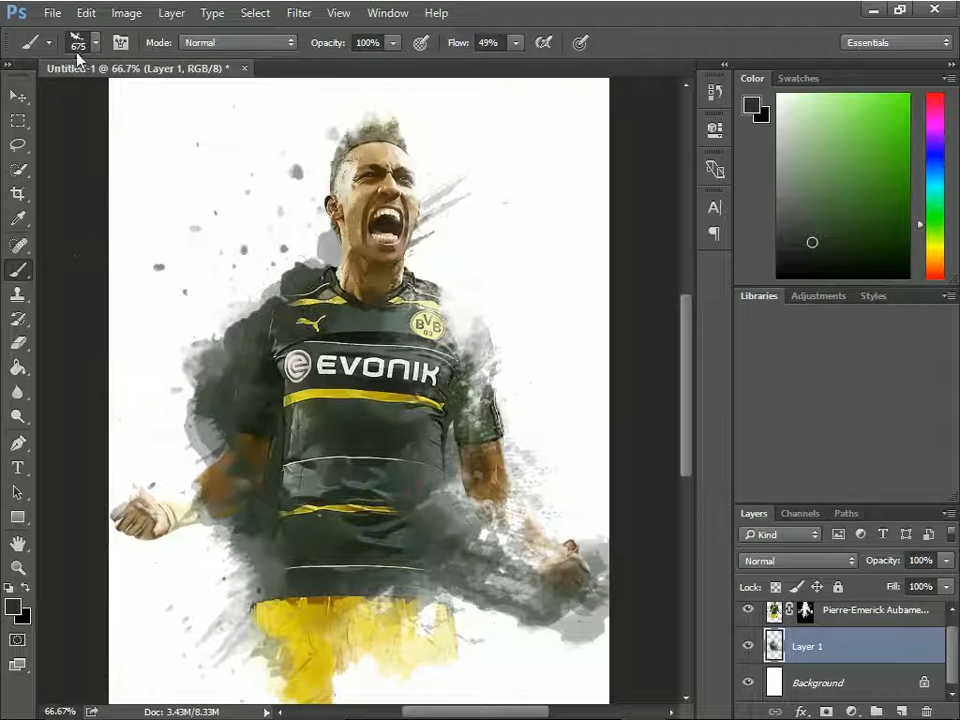 Ps File Edit Image Layer Type Select Filter View Window Help
675 Mode: Normal Opacity: 100% Flow: 49% Essentials
Untitled-1 @ 66.7% (Layer 1, RGB/8) * ×
Color Swatches
Libraries Adjustments Styles
BVB
09
EVONIK
Layers Channels Paths
Kind
Normal Opacity: 100%
Lock: Fill: 100%
Pierre-Emerick Aubame...
Layer 1
Background
66.67% Doc: 3.43M/8.33M